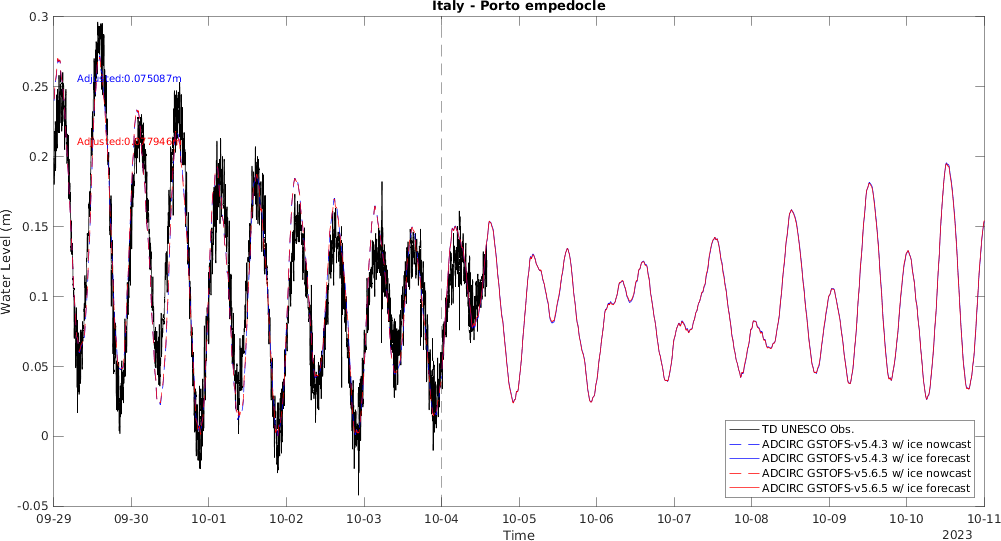 Italy - Porto empedocle
0.3
0.25
0.2
0.15
0.1
0.05
0
-0.05
Water Level (m)
Adjusted:0.075087m
TD UNESCO Obs.
ADCIRC GSTOFS-v5.4.3 w/ ice nowcast
ADCIRC GSTOFS-v5.4.3 w/ ice forecast
ADCIRC GSTOFS-v5.6.5 w/ ice nowcast
ADCIRC GSTOFS-v5.6.5 w/ ice forecast
09-29 09-30 10-01 10-02 10-03 10-04 10-05 10-06 10-07 10-08 10-09 10-10 10-11
Time
2023